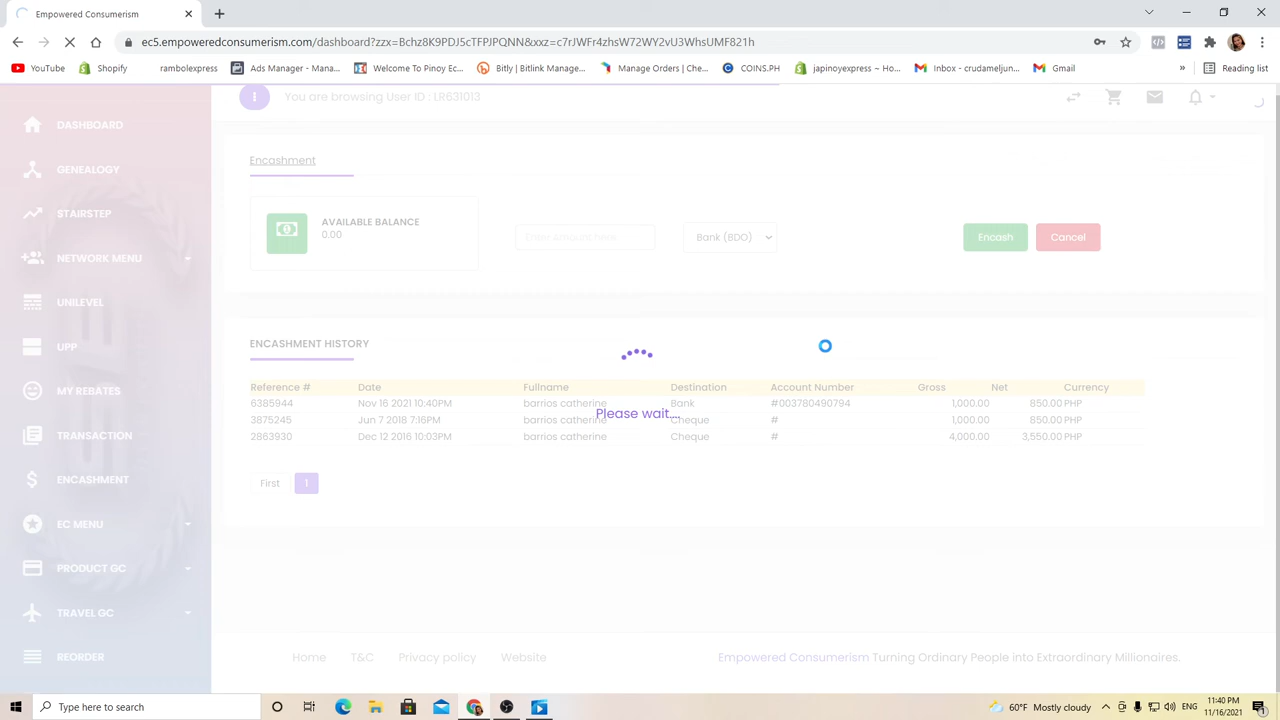 Empowered Consumerism
ec5.empoweredconsumerism.com/dashboard?zzx=Bchz8K9PDJ5cTFPJPQNN&xxz=c7rJWFr4zhsW72WY2vU3WhsUMF821h
YouTube
Shopify
rambolexpress
Ads Manager - Mana...
Welcome To Pinoy Ec...
Bitly | Bitlink Manage...
Manage Orders | Che...
COINS.PH
japinoyexpress ~ Ho...
Inbox - crudameljun...
Gmail
»
Reading list
You are browsing User ID : LR631013
DASHBOARD
GENEALOGY
STAIRSTEP
NETWORK MENU
UNILEVEL
UPP
MY REBATES
TRANSACTION
ENCASHMENT
EC MENU
PRODUCT GC
TRAVEL GC
REORDER
Encashment
AVAILABLE BALANCE
0.00
Enter amount here
Bank (BDO)
Encash
Cancel
ENCASHMENT HISTORY
Reference # Date Fullname Destination Account Number Gross Net Currency
6385944 Nov 16 2021 10:40PM barrios catherine Bank #003780490794 1,000.00 850.00 PHP
3875245 Jun 7 2018 7:16PM barrios catherine Cheque # 1,000.00 850.00 PHP
2863930 Dec 12 2016 10:03PM barrios catherine Cheque # 4,000.00 3,550.00 PHP
Please wait....
First
1
Home
T&C
Privacy policy
Website
Empowered Consumerism Turning Ordinary People into Extraordinary Millionaires.
Type here to search
60°F Mostly cloudy
ENG
11:40 PM
11/16/2021